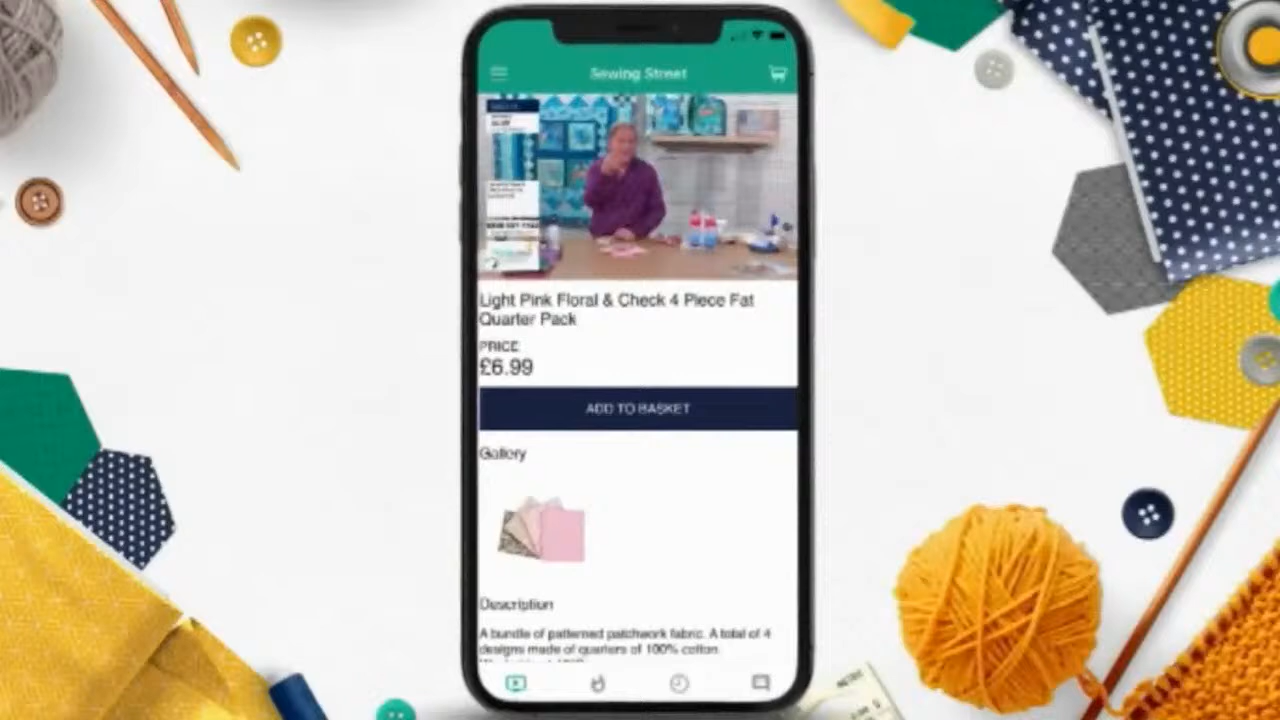 Sewing Street
Light Pink Floral & Check 4 Piece Fat
Quarter Pack
PRICE
£6.99
ADD TO BASKET
Gallery
Description
A bundle of patterned patchwork fabric. A total of 4
designs made of quarters of 100% cotton.